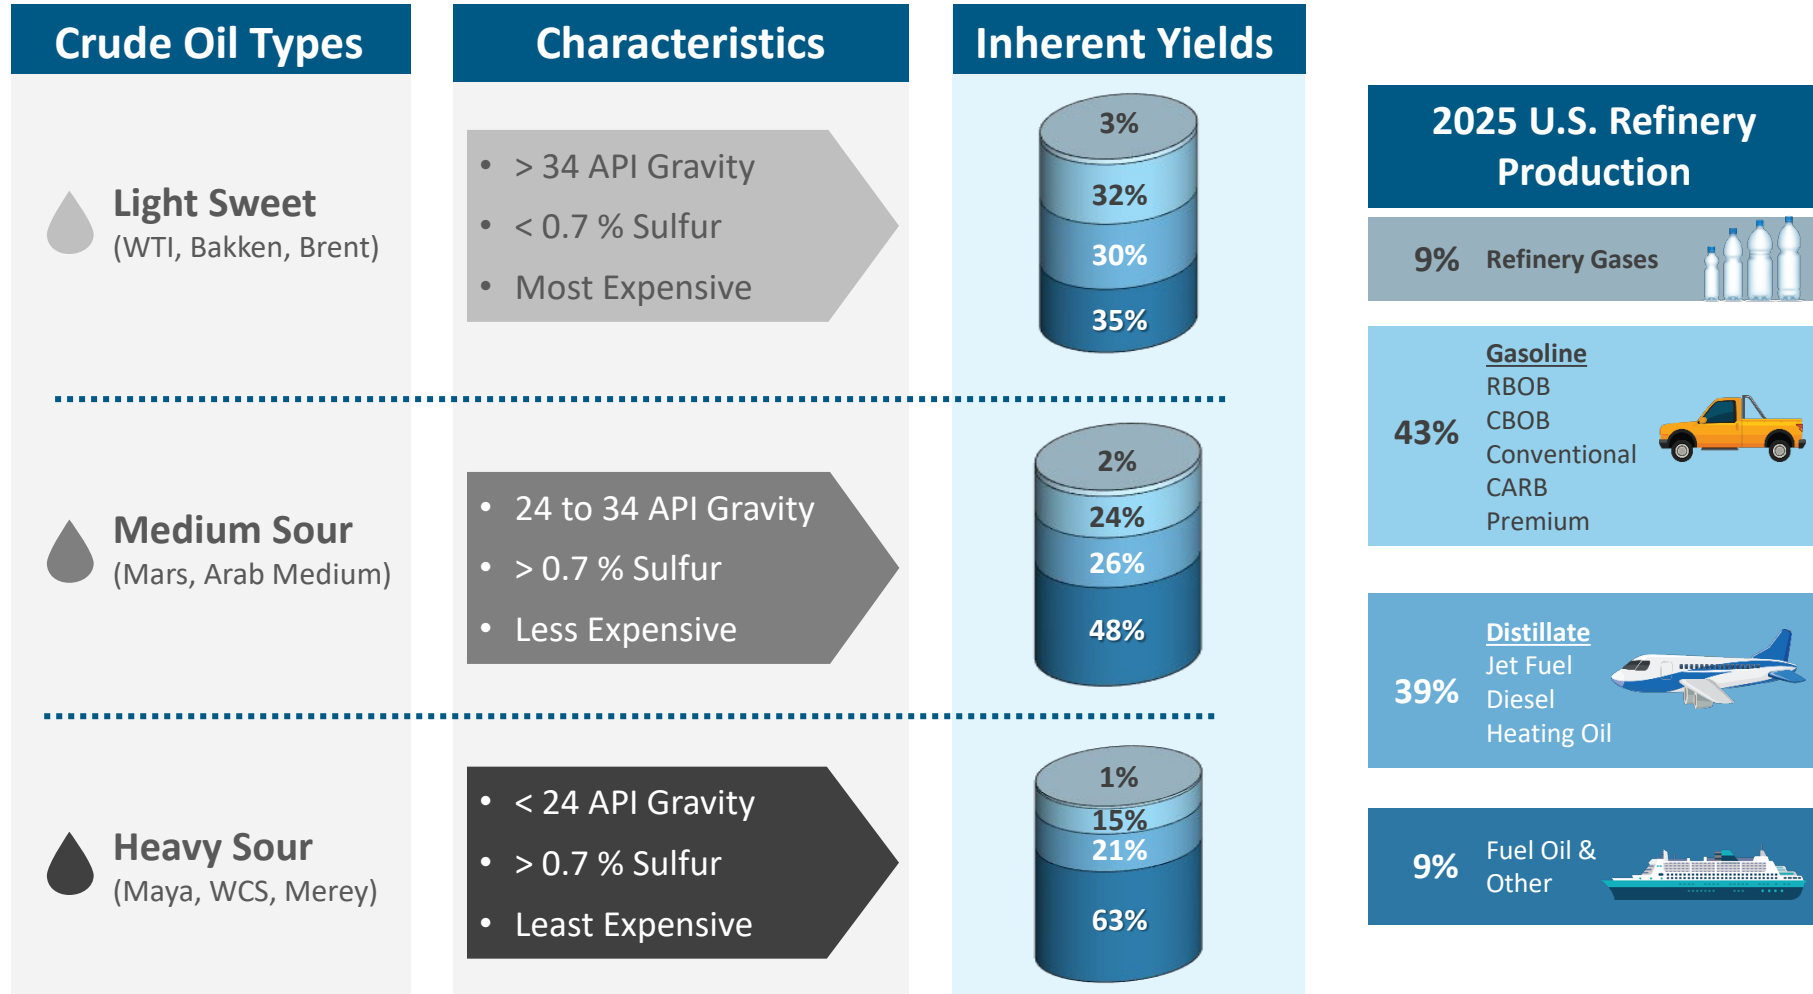 Crude Oil Types
Characteristics
Inherent Yields
Light Sweet
(WTI, Bakken, Brent)
• > 34 API Gravity
• < 0.7 % Sulfur
• Most Expensive
3%
32%
30%
35%
Medium Sour
(Mars, Arab Medium)
• 24 to 34 API Gravity
• > 0.7 % Sulfur
• Less Expensive
2%
24%
26%
48%
Heavy Sour
(Maya, WCS, Merey)
• < 24 API Gravity
• > 0.7 % Sulfur
• Least Expensive
1%
15%
21%
63%
2025 U.S. Refinery
Production
9% Refinery Gases
43%
Gasoline
RBOB
CBOB
Conventional
CARB
Premium
39%
Distillate
Jet Fuel
Diesel
Heating Oil
9%
Fuel Oil &
Other